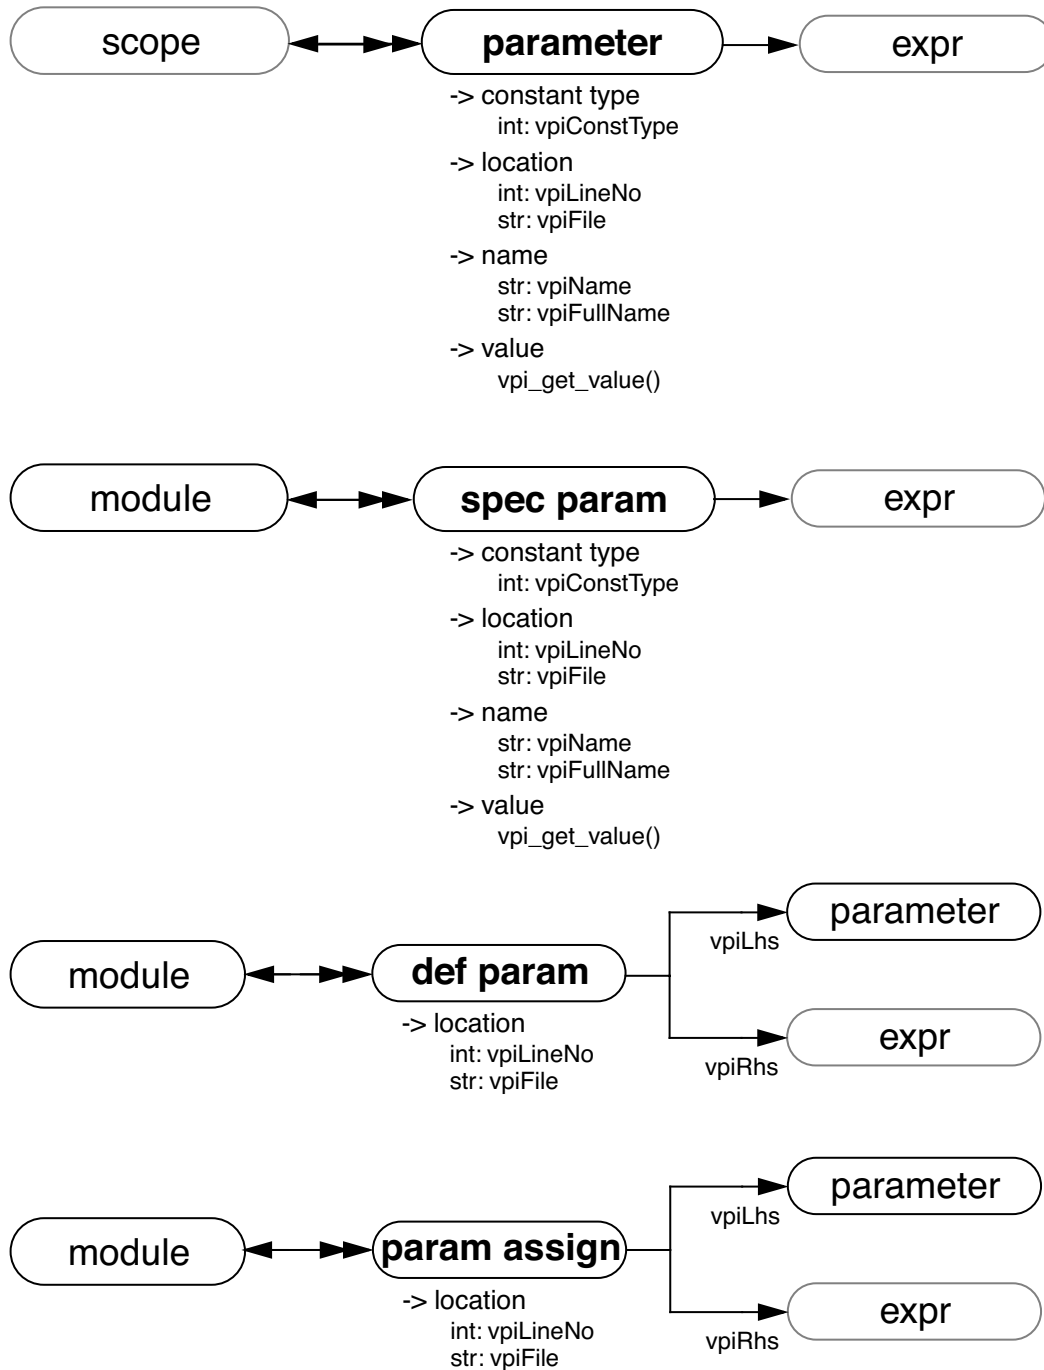 scope parameter expr
-> constant type
int: vpiConstType
-> location
int: vpiLineNo
str: vpiFile
-> name
str: vpiName
str: vpiFullName
-> value
vpi_get_value()
module spec param expr
-> constant type
int: vpiConstType
-> location
int: vpiLineNo
str: vpiFile
-> name
str: vpiName
str: vpiFullName
-> value
vpi_get_value()
parameter
vpiLhs
module def param
-> location
int: vpiLineNo
str: vpiFile
expr
vpiRhs
parameter
vpiLhs
module param assign
-> location
int: vpiLineNo
str: vpiFile
expr
vpiRhs